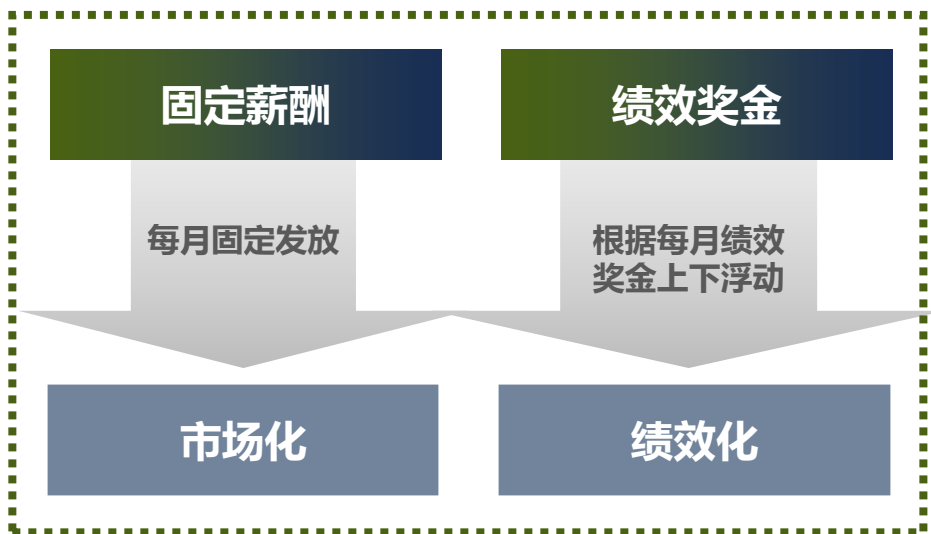 固定薪酬
绩效奖金
每月固定发放
根据每月绩效
奖金上下浮动
市场化
绩效化